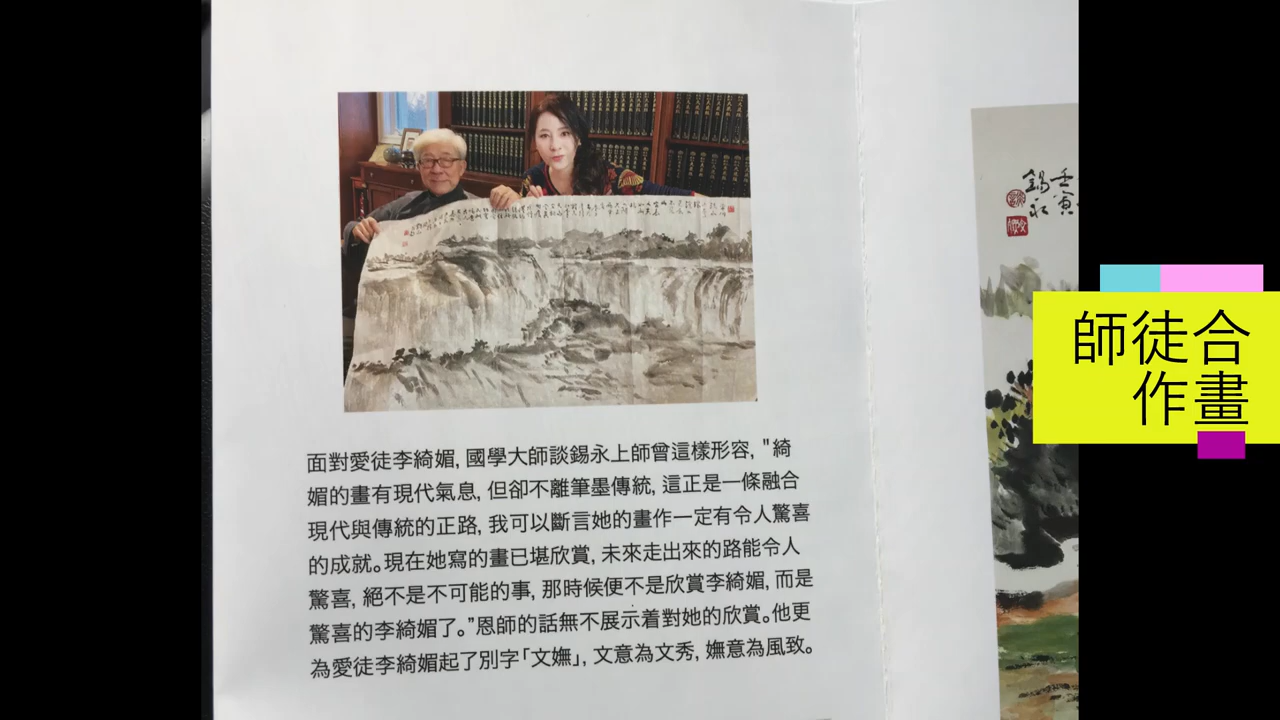 面對愛徒李綺媚, 國學大師談錫永上師曾這樣形容, "綺
媚的畫有現代氣息, 但卻不離筆墨傳統, 這正是一條融合
現代與傳統的正路, 我可以斷言她的畫作一定有令人驚喜
的成就。現在她寫的畫已堪欣賞, 未來走出來的路能令人
驚喜, 絕不是不可能的事, 那時候便不是欣賞李綺媚, 而是
驚喜的李綺媚了。"恩師的話無不展示着對她的欣賞。他更
為愛徒李綺媚起了別字「文嫵」, 文意為文秀, 嫵意為風致。
壬寅
錫永
師徒合
作畫